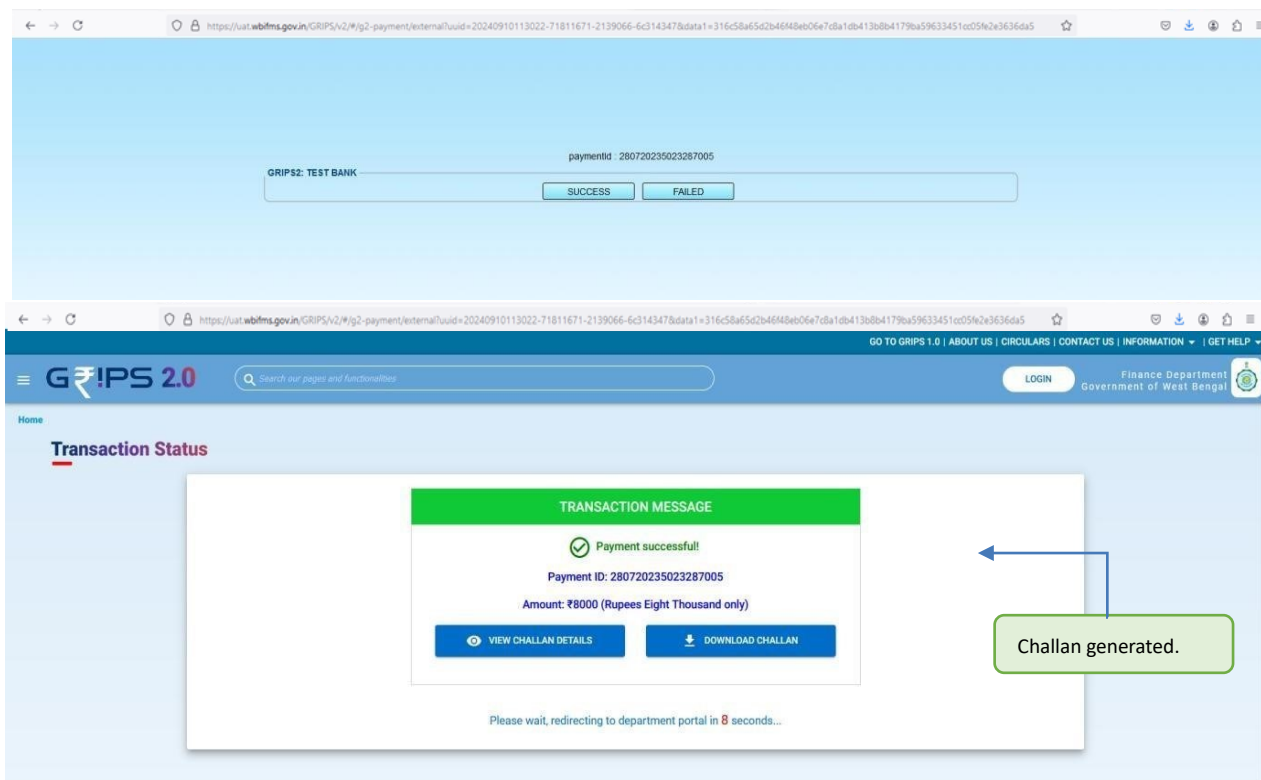 https://uat.wbifms.gov.in/GRIPS/v2/#/g2-payment/external?uuid=20240910113022-71811671-2139066-6c314347&data1=316c58a65d2b46f48eb06e7c8a1db413b8b4179ba59633451cc05fe2e3636da5
paymentId : 280720235023287005
GRIPS2: TEST BANK
SUCCESS FAILED
https://uat.wbifms.gov.in/GRIPS/v2/#/g2-payment/external?uuid=20240910113022-71811671-2139066-6c314347&data1=316c58a65d2b46f48eb06e7c8a1db413b8b4179ba59633451cc05fe2e3636da5
GO TO GRIPS 1.0 | ABOUT US | CIRCULARS | CONTACT US | INFORMATION | GET HELP
G₹!PS 2.0 Search our pages and functionalities LOGIN Finance Department
Government of West Bengal
Home
Transaction Status
TRANSACTION MESSAGE
Payment successful!
Payment ID: 280720235023287005
Amount: ₹8000 (Rupees Eight Thousand only)
VIEW CHALLAN DETAILS DOWNLOAD CHALLAN
Challan generated.
Please wait, redirecting to department portal in 8 seconds...